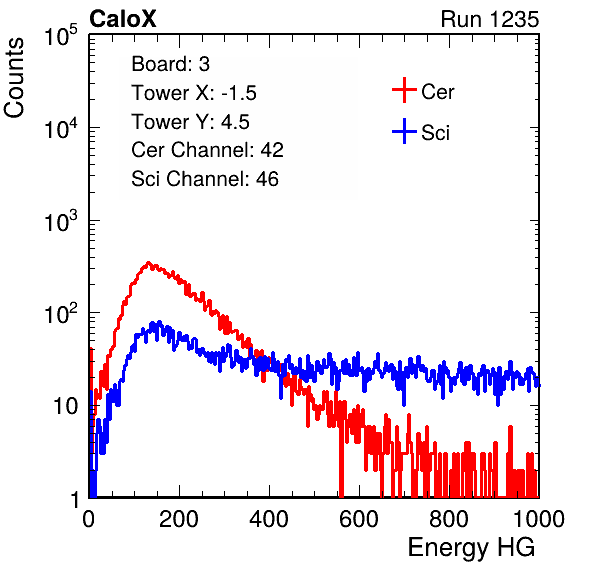 CaloX Run 1235
Counts
10^5
10^4
10^3
10^2
10
1
Board: 3
Tower X: -1.5
Tower Y: 4.5
Cer Channel: 42
Sci Channel: 46
Cer
Sci
0 200 400 600 800 1000
Energy HG